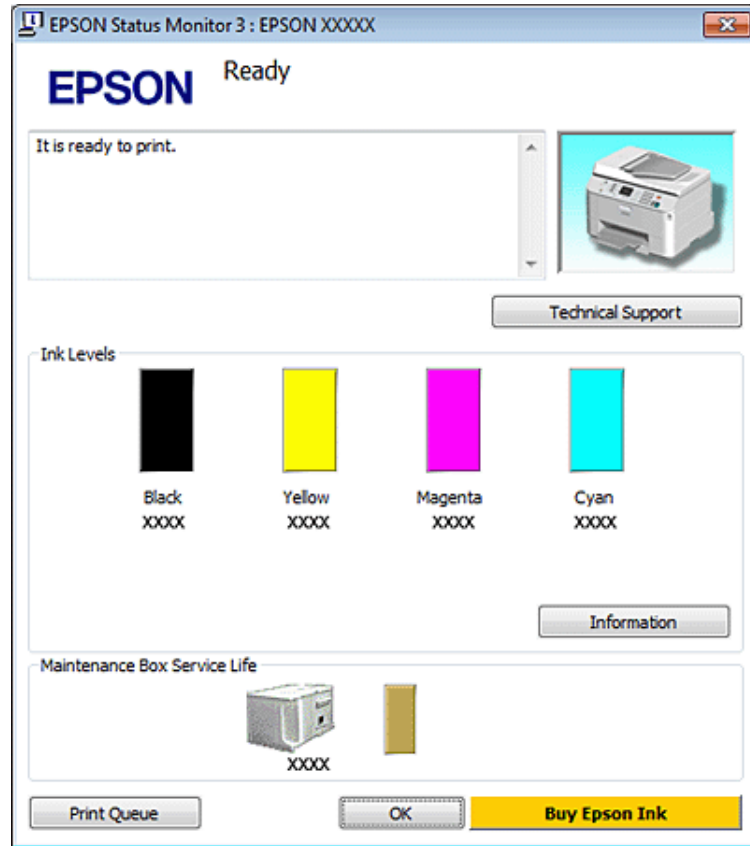 EPSON Status Monitor 3 : EPSON XXXXX
EPSON
Ready
It is ready to print.
Technical Support
Ink Levels
Black Yellow Magenta Cyan
XXXX XXXX XXXX XXXX
Information
Maintenance Box Service Life
XXXX
Print Queue OK Buy Epson Ink